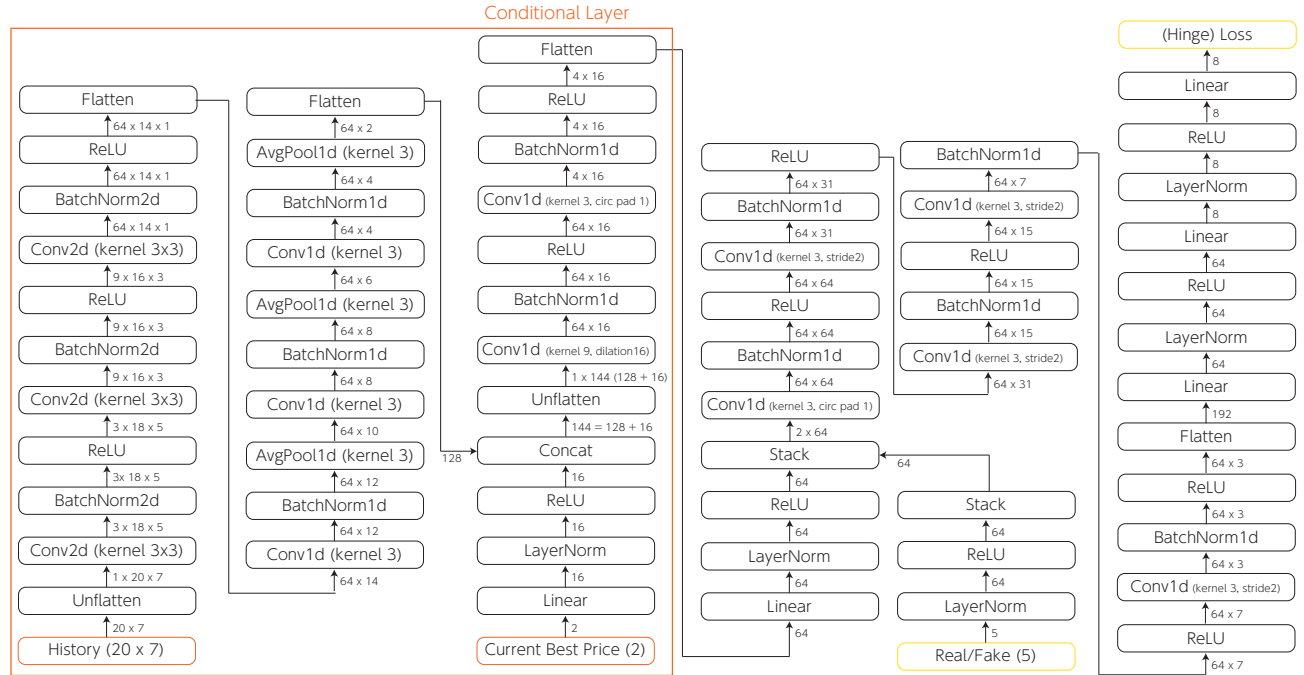 Conditional Layer
Flatten
64 x 14 x 1
ReLU
64 x 14 x 1
BatchNorm2d
64 x 14 x 1
Conv2d (kernel 3x3)
9 x 16 x 3
ReLU
9 x 16 x 3
BatchNorm2d
9 x 16 x 3
Conv2d (kernel 3x3)
3 x 18 x 5
ReLU
3x 18 x 5
BatchNorm2d
3 x 18 x 5
Conv2d (kernel 3x3)
1 x 20 x 7
Unflatten
20 x 7
History (20 x 7)
Flatten
64 x 2
AvgPool1d (kernel 3)
64 x 4
BatchNorm1d
64 x 4
Conv1d (kernel 3)
64 x 6
AvgPool1d (kernel 3)
64 x 8
BatchNorm1d
64 x 8
Conv1d (kernel 3)
64 x 10
AvgPool1d (kernel 3)
64 x 12
BatchNorm1d
64 x 12
Conv1d (kernel 3)
64 x 14
Flatten
4 x 16
ReLU
4 x 16
BatchNorm1d
4 x 16
Conv1d (kernel 3, circ pad 1)
64 x 16
ReLU
64 x 16
BatchNorm1d
64 x 16
Conv1d (kernel 9, dilation16)
1 x 144 (128 + 16)
Unflatten
144 = 128 + 16
128
Concat
16
ReLU
16
LayerNorm
16
Linear
2
Current Best Price (2)
ReLU
64 x 31
BatchNorm1d
64 x 31
Conv1d (kernel 3, stride2)
64 x 64
ReLU
64 x 64
BatchNorm1d
64 x 64
Conv1d (kernel 3, circ pad 1)
2 x 64
Stack
64
ReLU
64
LayerNorm
64
Linear
64
BatchNorm1d
64 x 7
Conv1d (kernel 3, stride2)
64 x 15
ReLU
64 x 15
BatchNorm1d
64 x 15
Conv1d (kernel 3, stride2)
64 x 31
64
Stack
64
ReLU
64
LayerNorm
5
Real/Fake (5)
(Hinge) Loss
8
Linear
8
ReLU
8
LayerNorm
8
Linear
64
ReLU
64
LayerNorm
64
Linear
192
Flatten
64 x 3
ReLU
64 x 3
BatchNorm1d
64 x 3
Conv1d (kernel 3, stride2)
64 x 7
ReLU
64 x 7